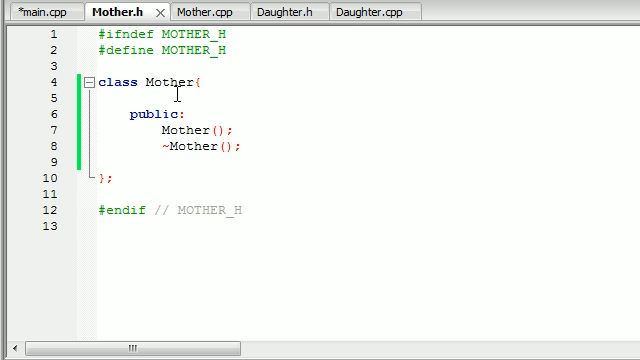 *main.cpp Mother.h Mother.cpp Daughter.h Daughter.cpp
1 #ifndef MOTHER_H
2 #define MOTHER_H
3
4 class Mother{
5
6 public:
7 Mother();
8 ~Mother();
9
10 };
11
12 #endif // MOTHER_H
13